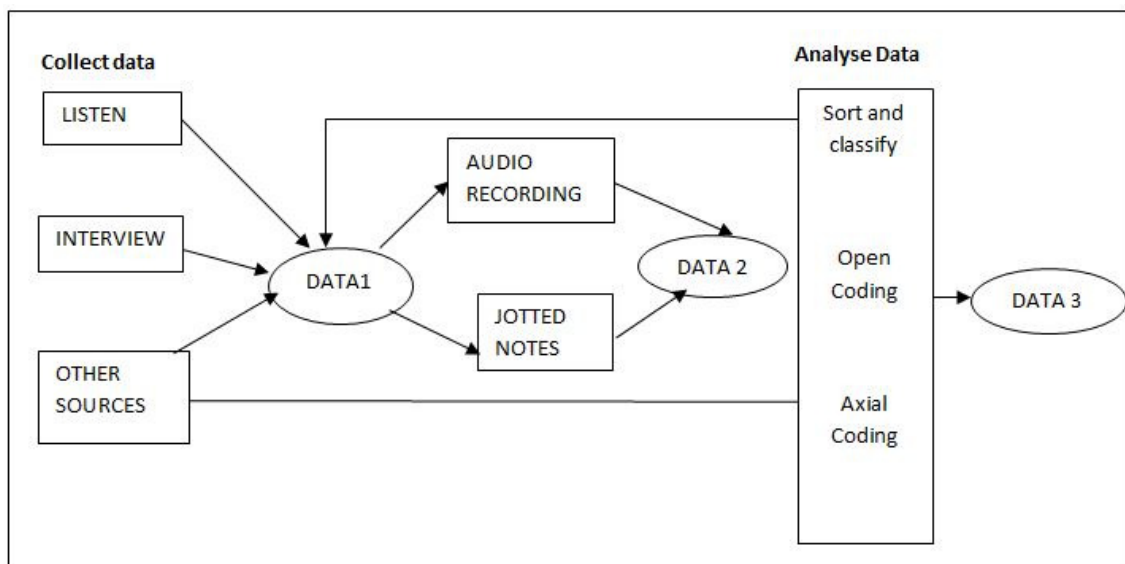 Collect data
Analyse Data
LISTEN
Sort and
classify
AUDIO
RECORDING
INTERVIEW
DATA1
DATA 2
Open
Coding
DATA 3
JOTTED
NOTES
OTHER
SOURCES
Axial
Coding